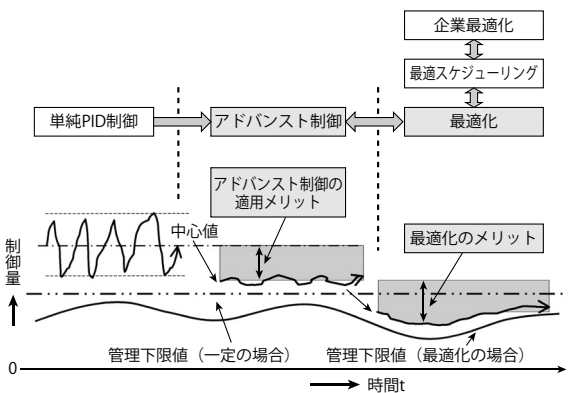 企業最適化
最適スケジューリング
単純PID制御
アドバンスト制御
最適化
アドバンスト制御の
適用メリット
中心値
最適化のメリット
制御量
管理下限値（一定の場合）
管理下限値（最適化の場合）
0
時間t